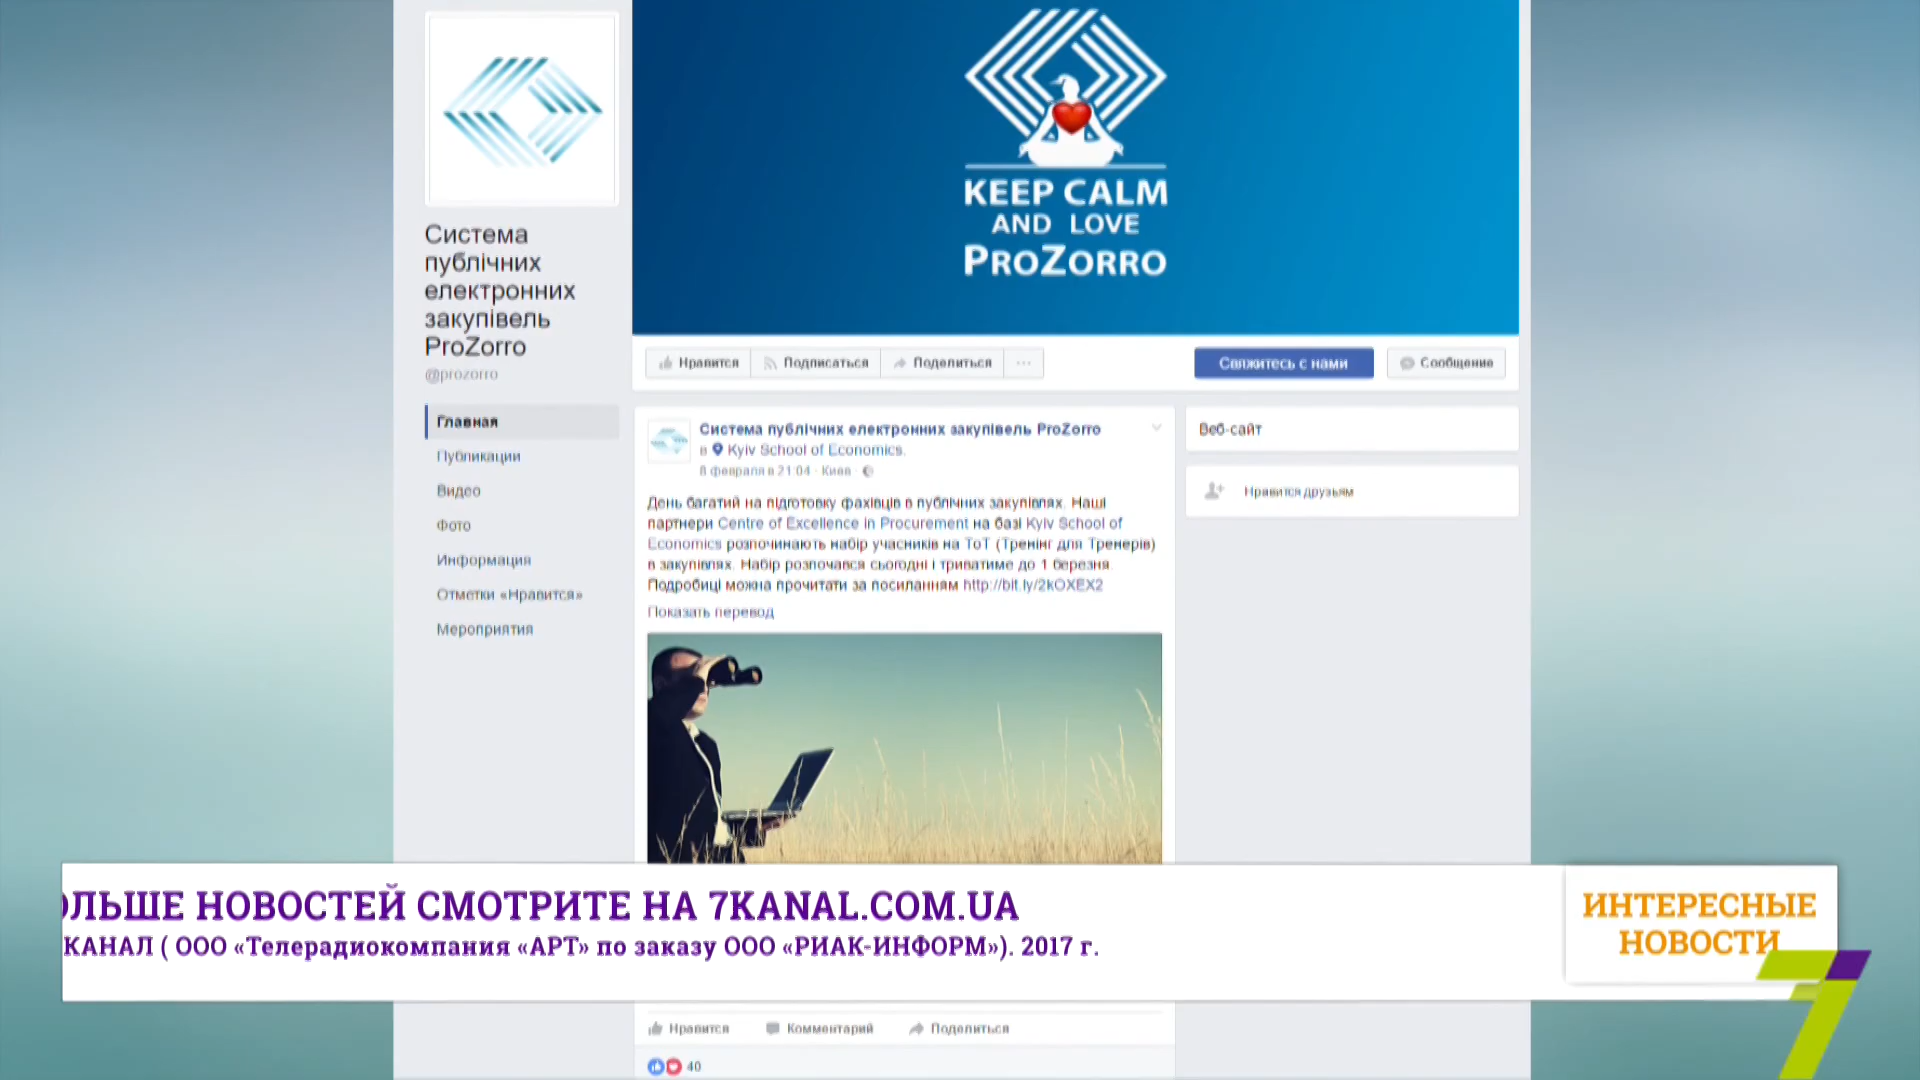 KEEP CALM
AND LOVE
PROZORRO
Система
публічних
електронних
закупівель
ProZorro
@prozorro
Нравится
Подписаться
Поделиться
...
Свяжитесь с нами
Сообщение
Главная
Публикации
Видео
Фото
Информация
Отметки «Нравится»
Мероприятия
Система публічних електронних закупівель ProZorro
в Kyiv School of Economics.
8 февраля в 21:04 · Киев ·
День багатий на підготовку фахівців в публічних закупівлях. Наші
партнери Centre of Excellence in Procurement на базі Kyiv School of
Economics розпочинають набір учасників на ToT (Тренінг для Тренерів)
в закупівлях. Набір розпочався сьогодні і триватиме до 1 березня.
Подробиці можна прочитати за посиланням http://bit.ly/2kOXEX2
Показать перевод
Веб-сайт
Нравится друзьям
ОЛЬШЕ НОВОСТЕЙ СМОТРИТЕ НА 7KANAL.COM.UA
КАНАЛ ( ООО «Телерадиокомпания «АРТ» по заказу ООО «РИАК-ИНФОРМ»). 2017 г.
ИНТЕРЕСНЫЕ
НОВОСТИ
7
Нравится
Комментарий
Поделиться
40